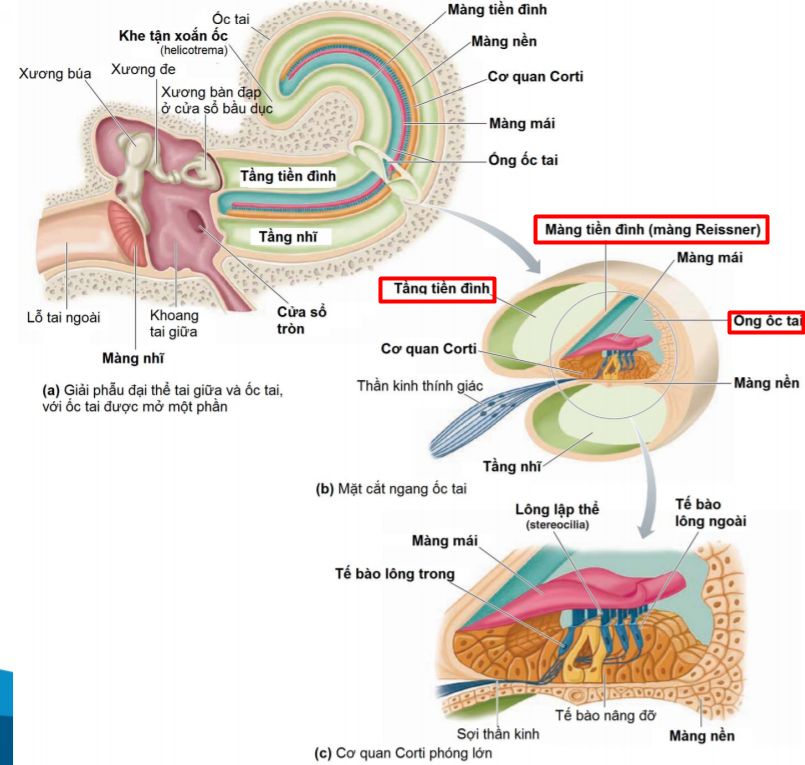 Ốc tai
Khe tận xoắn ốc
(helicotrema)
Xương búa
Xương đe
Xương bàn đạp
ở cửa sổ bầu dục
Màng tiền đình
Màng nền
Cơ quan Corti
Màng mái
Ống ốc tai
Tầng tiền đình
Tầng nhĩ
Lỗ tai ngoài
Khoang
tai giữa
Cửa sổ
tròn
Màng nhĩ
(a) Giải phẫu đại thể tai giữa và ốc tai,
với ốc tai được mở một phần
Màng tiền đình (màng Reissner)
Màng mái
Tầng tiền đình
Ống ốc tai
Cơ quan Corti
Thần kinh thính giác
Màng nền
Tầng nhĩ
(b) Mặt cắt ngang ốc tai
Lông lập thể
(stereocilia)
Tế bào
lông ngoài
Màng mái
Tế bào lông trong
Sợi thần kinh
Tế bào nâng đỡ
Màng nền
(c) Cơ quan Corti phóng lớn